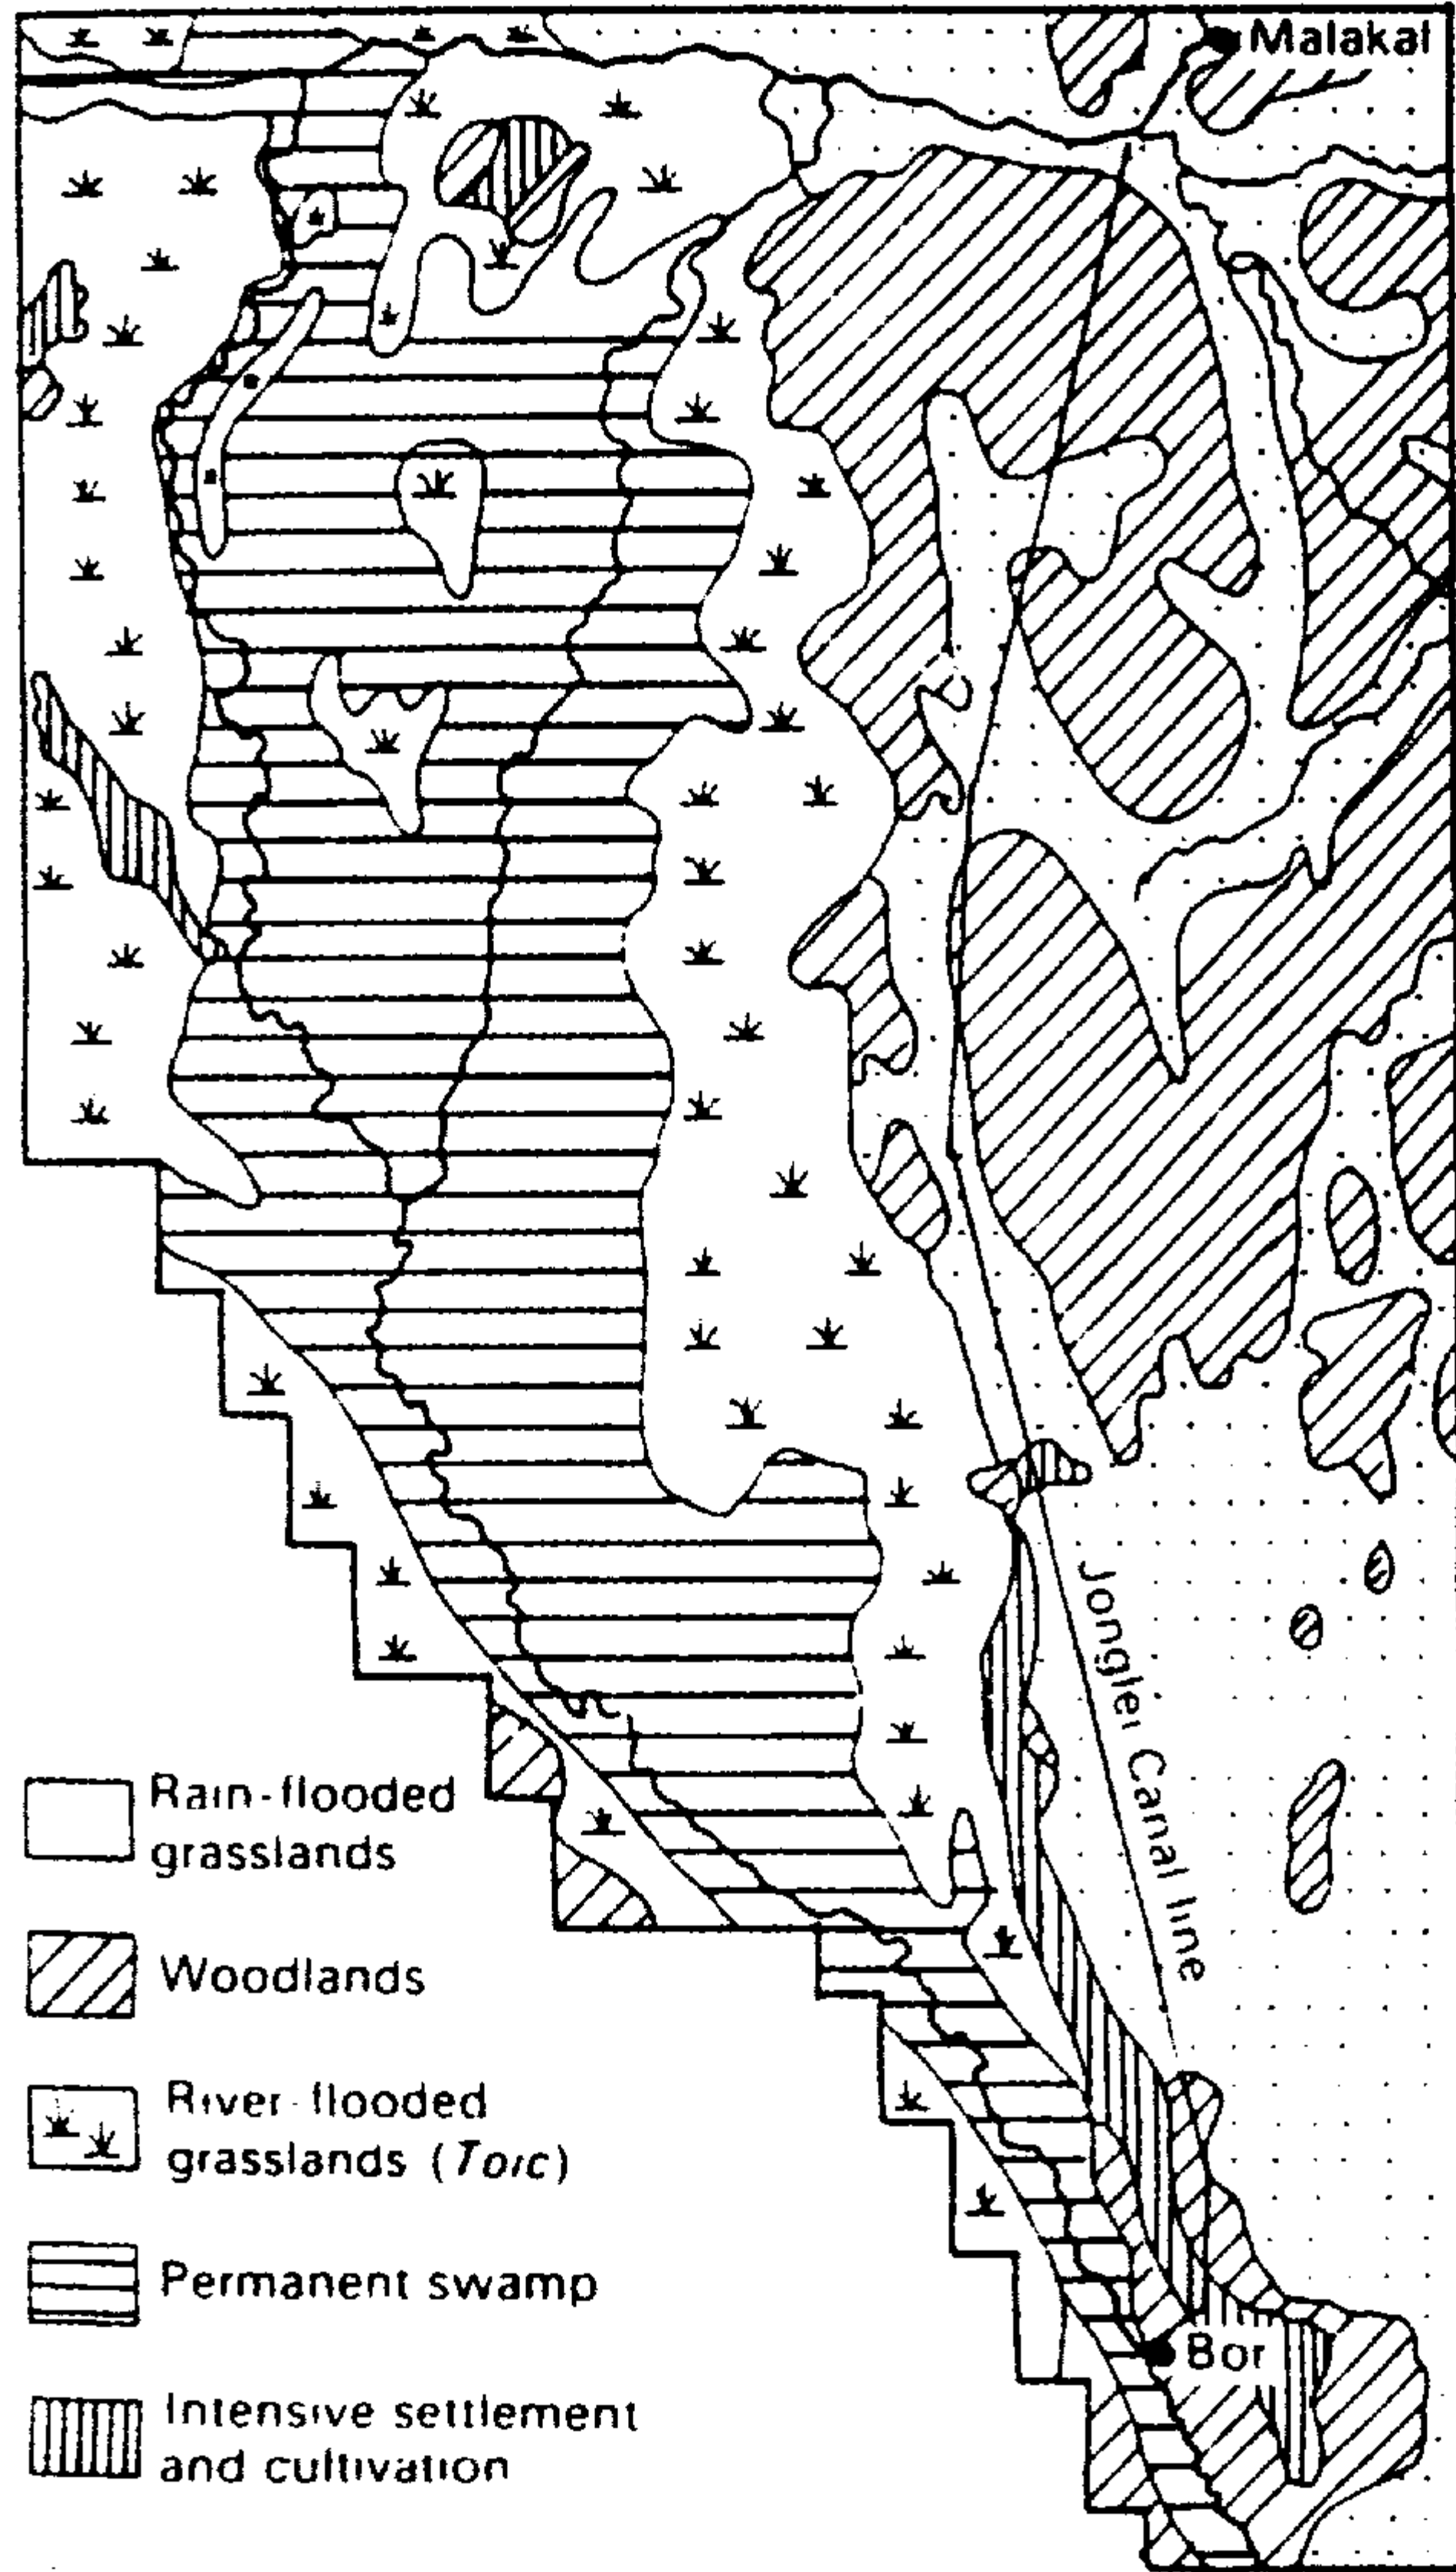 Malakal
Jonglei Canal line
Rain-flooded
grasslands
Woodlands
River-flooded
grasslands (Toic)
Permanent swamp
Bor
Intensive settlement
and cultivation